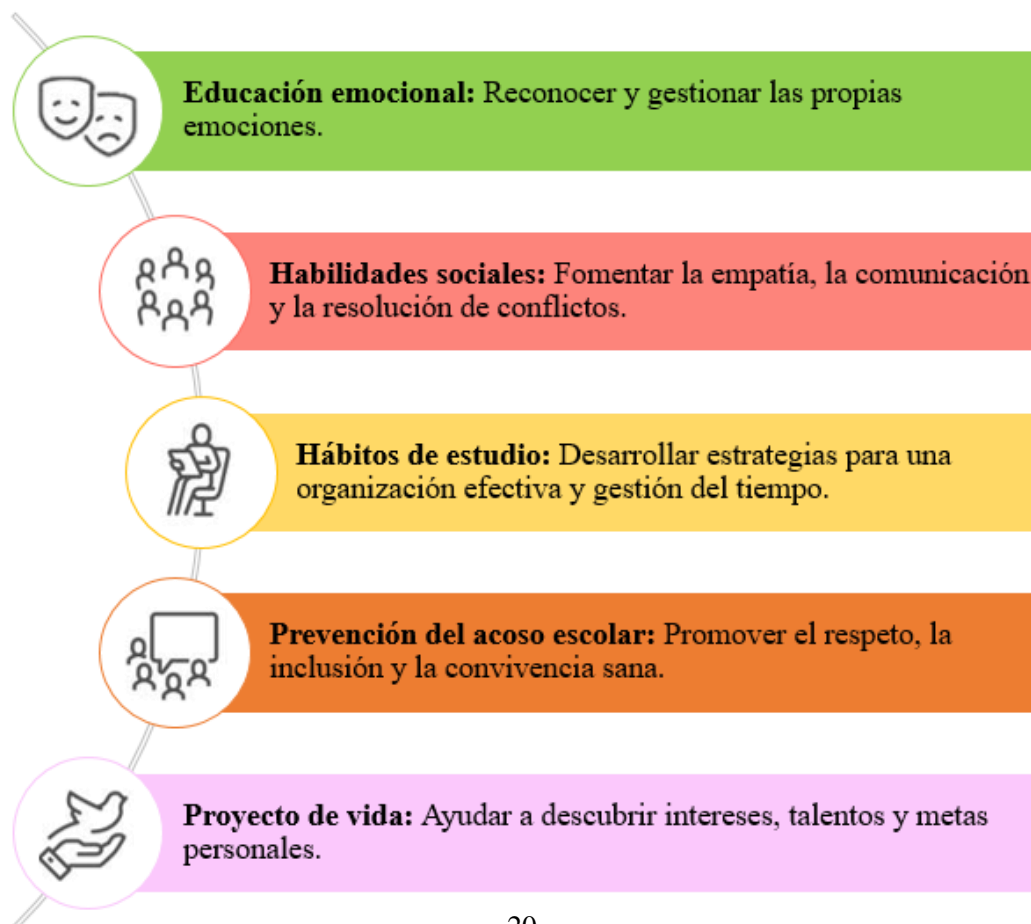 Educación emocional: Reconocer y gestionar las propias
emociones.
Habilidades sociales: Fomentar la empatía, la comunicación
y la resolución de conflictos.
Hábitos de estudio: Desarrollar estrategias para una
organización efectiva y gestión del tiempo.
Prevención del acoso escolar: Promover el respeto, la
inclusión y la convivencia sana.
Proyecto de vida: Ayudar a descubrir intereses, talentos y metas
personales.